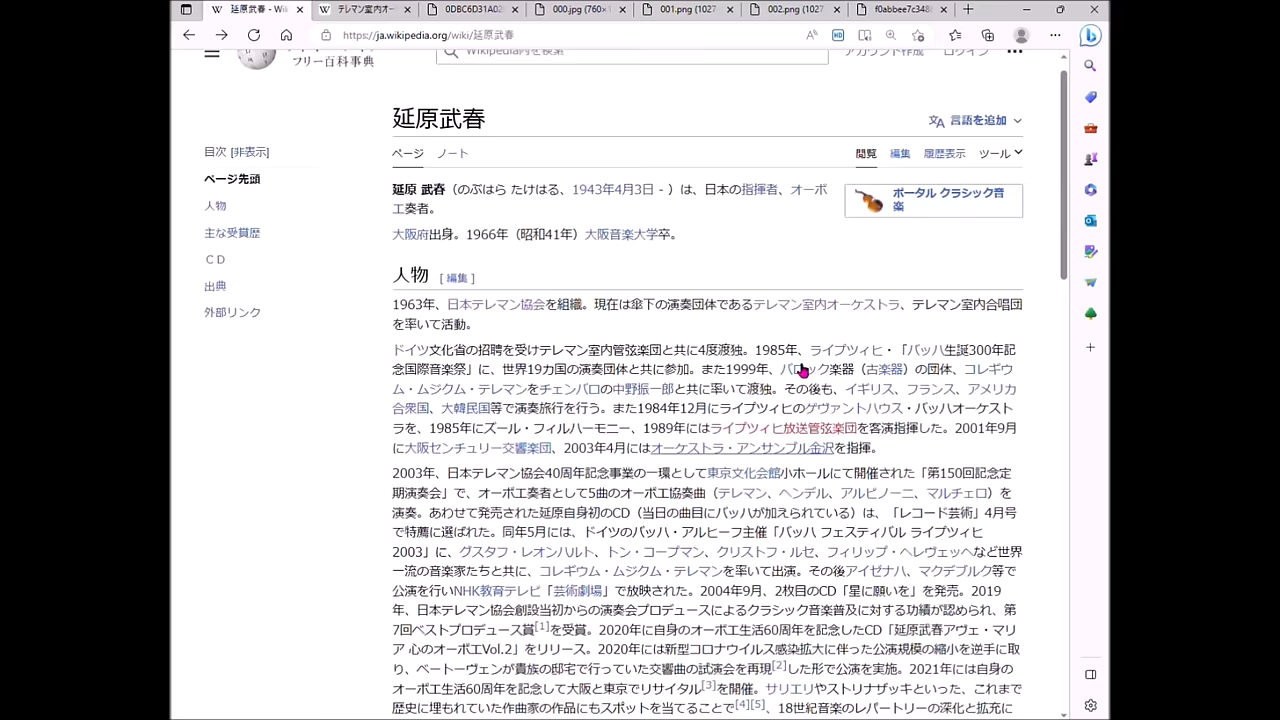 延原武春 - Wik
テレマン室内オー
0DBC6D31A02
000.jpg (760×1
001.png (1027
002.png (1027
f0abbee7c348
https://ja.wikipedia.org/wiki/延原武春
フリー百科事典
Wikipedia内を検索
アカウント作成 ログイン
延原武春
言語を追加
目次 [非表示]
ページ先頭
人物
主な受賞歴
CD
出典
外部リンク
ページ ノート
閲覧 編集 履歴表示 ツール
延原 武春（のぶはら たけはる、1943年4月3日 - ）は、日本の指揮者、オーボ
工奏者。
ポータル クラシック音
楽
大阪府出身。1966年（昭和41年）大阪音楽大学卒。
人物 [ 編集 ]
1963年、日本テレマン協会を組織。現在は傘下の演奏団体であるテレマン室内オーケストラ、テレマン室内合唱団
を率いて活動。
ドイツ文化省の招聘を受けテレマン室内管弦楽団と共に4度渡独。1985年、ライプツィヒ・「バッハ生誕300年記
念国際音楽祭」に、世界19カ国の演奏団体と共に参加。また1999年、バロック楽器（古楽器）の団体、コレギウ
ム・ムジクム・テレマンをチェンバロの中野振一郎と共に率いて渡独。その後も、イギリス、フランス、アメリカ
合衆国、大韓民国等で演奏旅行を行う。また1984年12月にライプツィヒのゲヴァントハウス・バッハオーケスト
ラを、1985年にズール・フィルハーモニー、1989年にはライプツィヒ放送管弦楽団を客演指揮した。2001年9月
に大阪センチュリー交響楽団、2003年4月にはオーケストラ・アンサンブル金沢を指揮。
2003年、日本テレマン協会40周年記念事業の一環として東京文化会館小ホールにて開催された「第150回記念定
期演奏会」で、オーボエ奏者として5曲のオーボエ協奏曲（テレマン、ヘンデル、アルビノーニ、マルチェロ）を
演奏。あわせて発売された延原自身初のCD（当日の曲目にバッハが加えられている）は、「レコード芸術」4月号
で特薦に選ばれた。同年5月には、ドイツのバッハ・アルヒーフ主催「バッハ フェスティバル ライプツィヒ
2003」に、グスタフ・レオンハルト、トン・コープマン、クリストフ・ルセ、フィリップ・ヘレヴェッヘなど世界
一流の音楽家たちと共に、コレギウム・ムジクム・テレマンを率いて出演。その後アイゼナハ、マクデブルク等で
公演を行いNHK教育テレビ「芸術劇場」で放映された。2004年9月、2枚目のCD「星に願いを」を発売。2019
年、日本テレマン協会創設当初からの演奏会プロデュースによるクラシック音楽普及に対する功績が認められ、第
7回ベストプロデュース賞[1]を受賞。2020年に自身のオーボエ生活60周年を記念したCD「延原武春アヴェ・マリ
ア 心のオーボエVol.2」をリリース。2020年には新型コロナウイルス感染拡大に伴った公演規模の縮小を逆手に取
り、ベートーヴェンが貴族の邸宅で行っていた交響曲の試演会を再現[2]した形で公演を実施。2021年には自身の
オーボエ生活60周年を記念して大阪と東京でリサイタル[3]を開催。サリエリやストリナザッキといった、これまで
歴史に埋もれていた作曲家の作品にもスポットを当てることで[4][5]、18世紀音楽のレパートリーの深化と拡充に